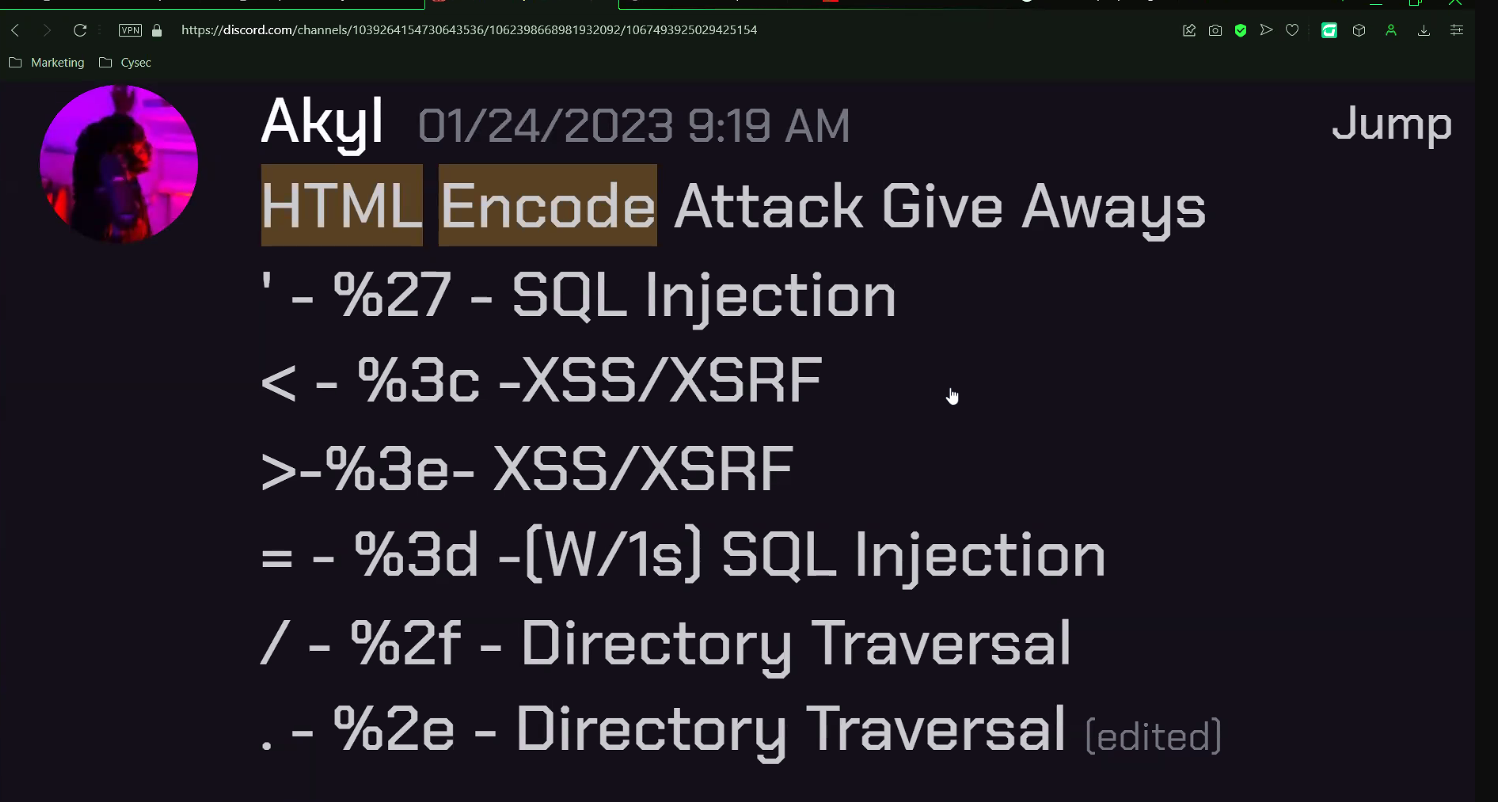 VPN https://discord.com/channels/1039264154730643536/1062398668981932092/1067493925029425154
Marketing Cysec
Akyl 01/24/2023 9:19 AM Jump
HTML Encode Attack Give Aways
' - %27 - SQL Injection
< - %3c -XSS/XSRF
>-%3e- XSS/XSRF
= - %3d -(W/1s) SQL Injection
/ - %2f - Directory Traversal
. - %2e - Directory Traversal (edited)